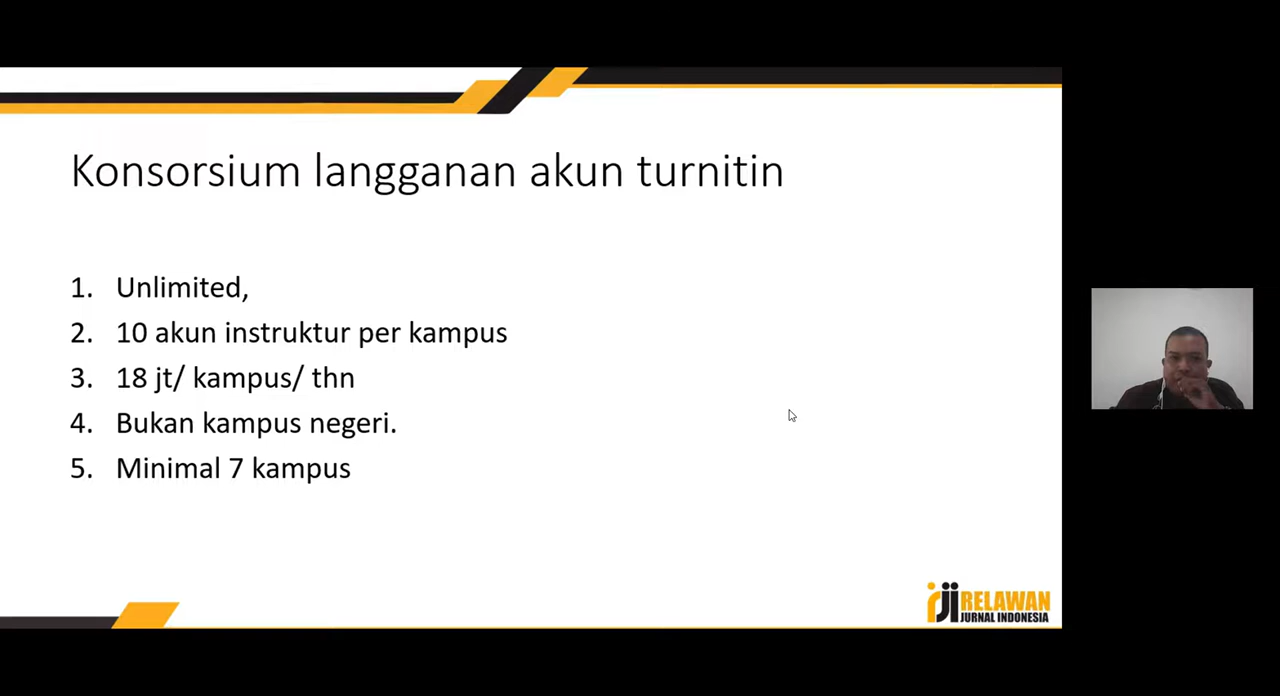 Konsorsium langganan akun turnitin
1. Unlimited,
2. 10 akun instruktur per kampus
3. 18 jt/ kampus/ thn
4. Bukan kampus negeri.
5. Minimal 7 kampus
rji RELAWAN
JURNAL INDONESIA